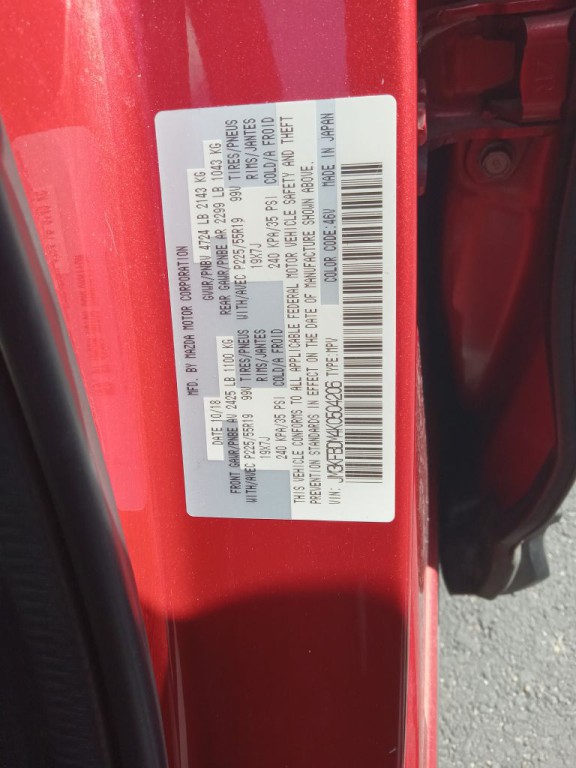 MFD. BY MAZDA MOTOR CORPORATION
DATE 10/18 GVWR/PNBV 4724 LB 2143 KG
FRONT GAWR/PNBE AV 2425 LB 1100 KG REAR GAWR/PNBE AR 2299 LB 1043 KG
WITH/AVEC P225/55R19 99V TIRES/PNEUS WITH/AVEC P225/55R19 99V TIRES/PNEUS
19X7J RIMS/JANTES 19X7J RIMS/JANTES
240 KPA/35 PSI COLD/A FROID 240 KPA/35 PSI COLD/A FROID
THIS VEHICLE CONFORMS TO ALL APPLICABLE FEDERAL MOTOR VEHICLE SAFETY AND THEFT
PREVENTION STANDARDS IN EFFECT ON THE DATE OF MANUFACTURE SHOWN ABOVE.
VIN: TYPE:MPV COLOR CODE:46V MADE IN JAPAN